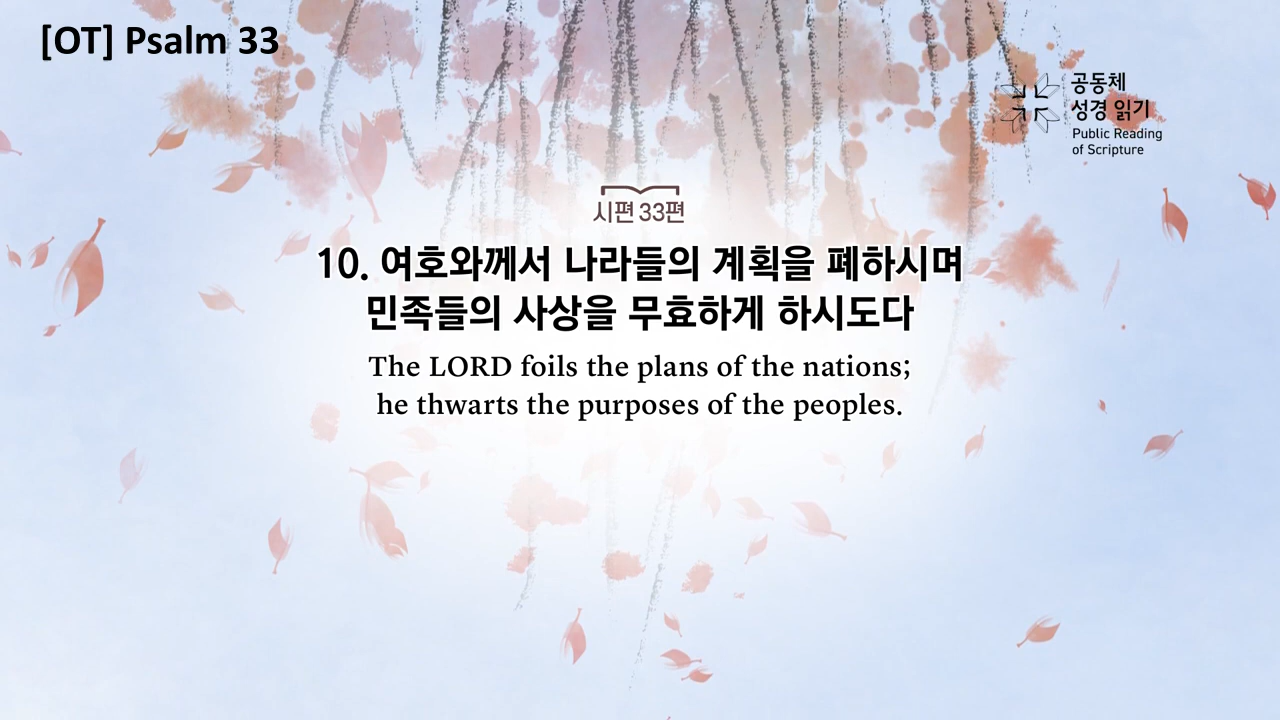 [OT] Psalm 33
공동체
성경 읽기
Public Reading
of Scripture
시편 33편
10. 여호와께서 나라들의 계획을 폐하시며
민족들의 사상을 무효하게 하시도다
The LORD foils the plans of the nations;
he thwarts the purposes of the peoples.